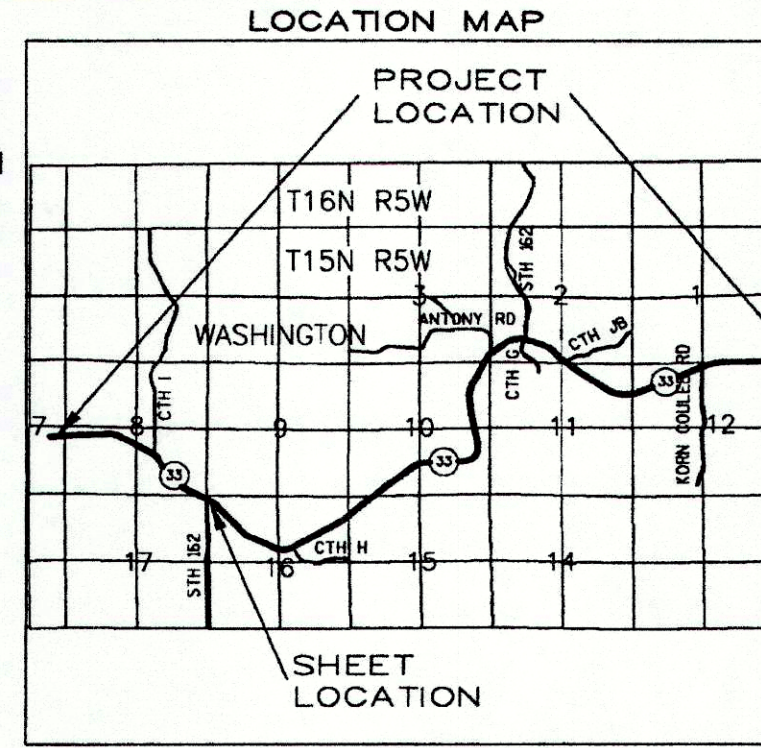 LOCATION MAP
PROJECT
LOCATION
T16N R5W
T15N R5W
STH 162
3
2
1
ANTONY RD
WASHINGTON
CTH JB
CTH I
CTH G
33
KORN COULEE RD
7
8
9
10
11
12
33
33
CTH H
17
16
15
14
STH 162
SHEET
LOCATION